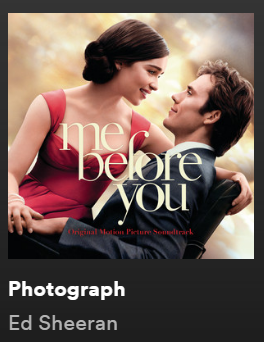 me
before
you
Original Motion Picture Soundtrack
Photograph
Ed Sheeran